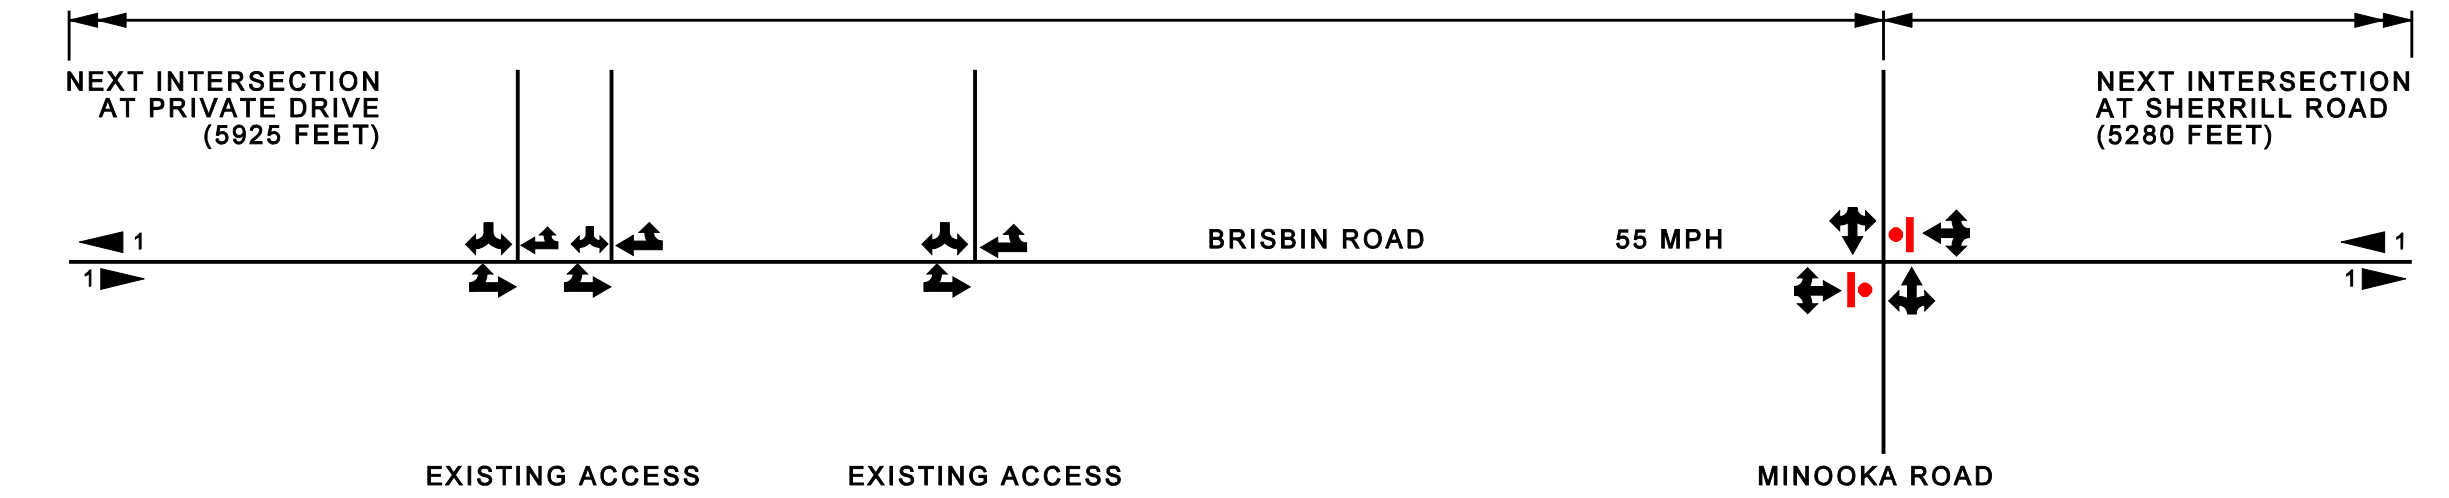 NEXT INTERSECTION
AT PRIVATE DRIVE
(5925 FEET)
NEXT INTERSECTION
AT SHERRILL ROAD
(5280 FEET)
1
BRISBIN ROAD
55 MPH
1
1
1
EXISTING ACCESS
EXISTING ACCESS
MINOOKA ROAD